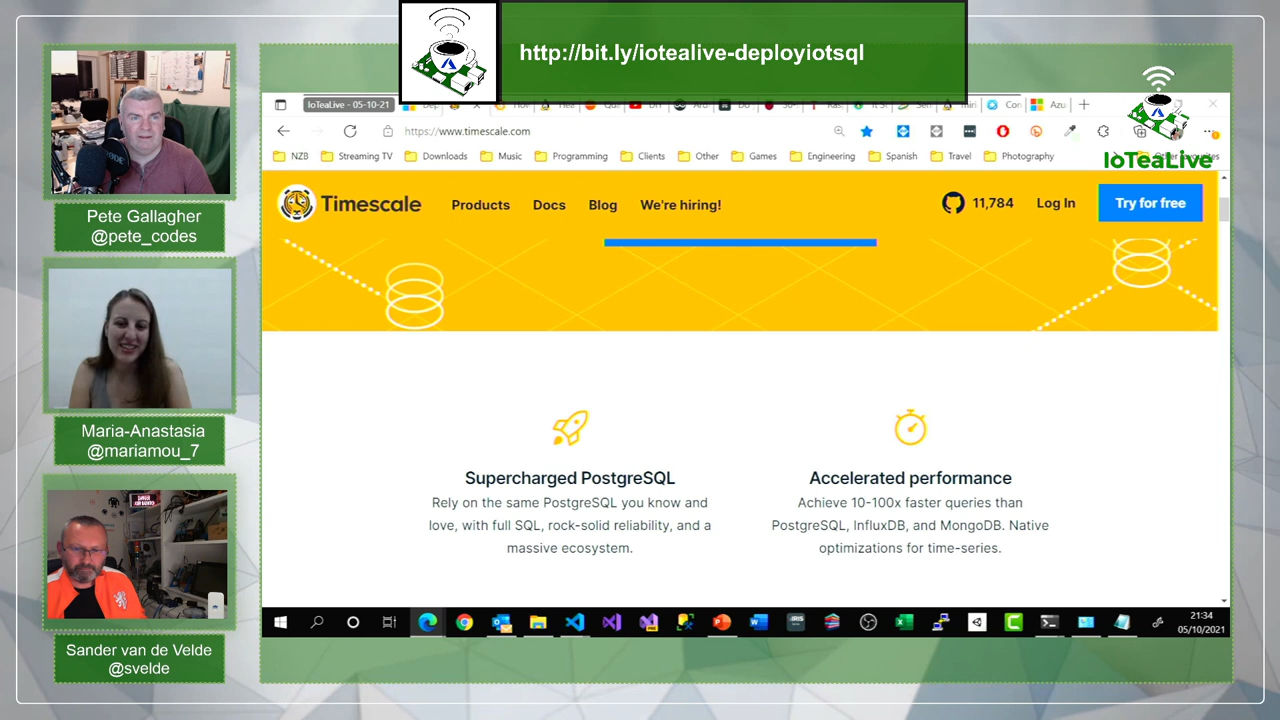 http://bit.ly/iotealive-deployiotsql
IoTeaLive - 05-10-21
https://www.timescale.com
NZB Streaming TV Downloads Music Programming Clients Other Games Engineering Spanish Travel Photography
IoTeaLive
Timescale Products Docs Blog We're hiring! 11,784 Log In Try for free
Pete Gallagher
@pete_codes
Maria-Anastasia
@mariamou_7
Sander van de Velde
@svelde
Supercharged PostgreSQL
Rely on the same PostgreSQL you know and
love, with full SQL, rock-solid reliability, and a
massive ecosystem.
Accelerated performance
Achieve 10-100x faster queries than
PostgreSQL, InfluxDB, and MongoDB. Native
optimizations for time-series.
21:34
05/10/2021